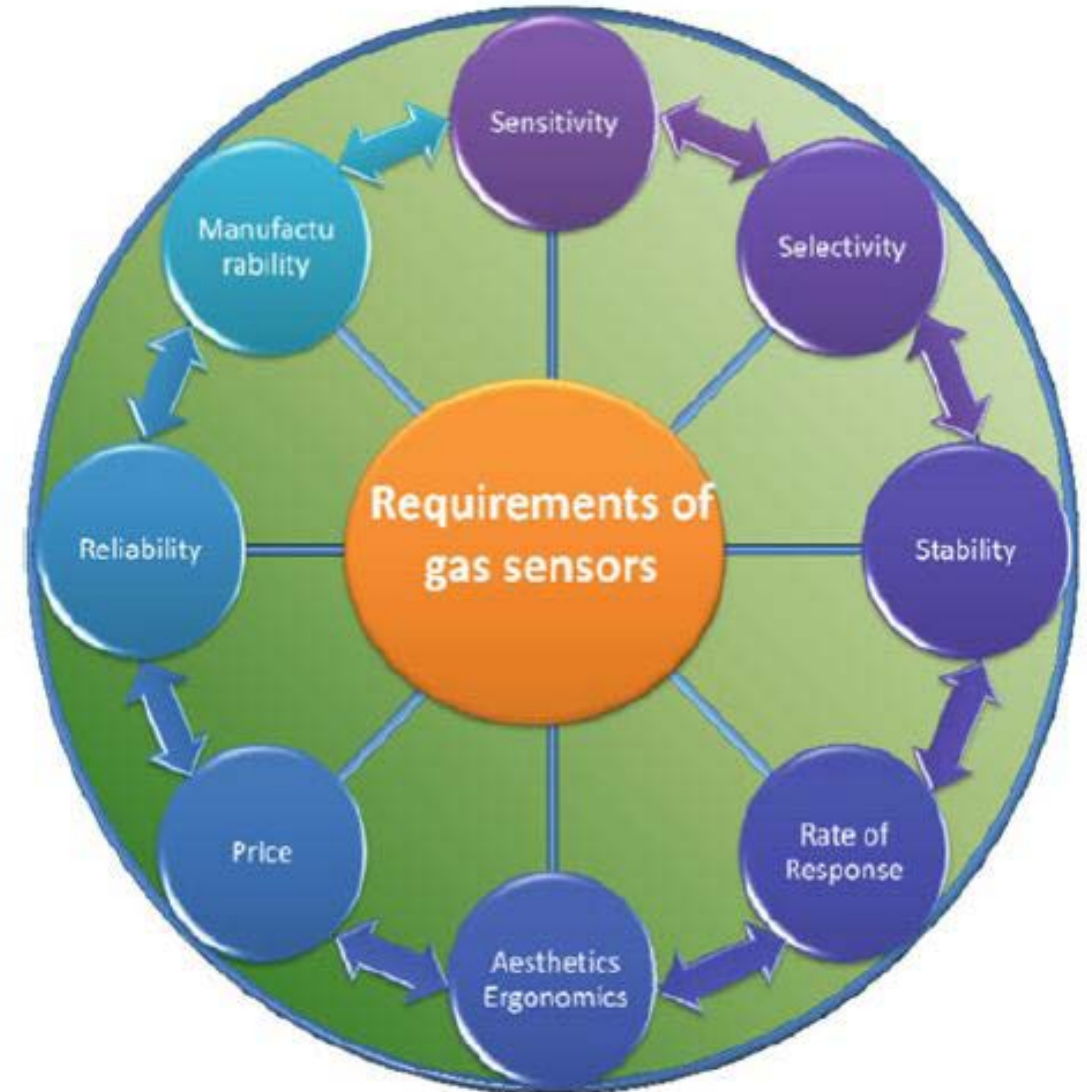 Sensitivity
Manufactu
rability
Selectivity
Requirements of
gas sensors
Reliability
Stability
Price
Rate of
Response
Aesthetics
Ergonomics